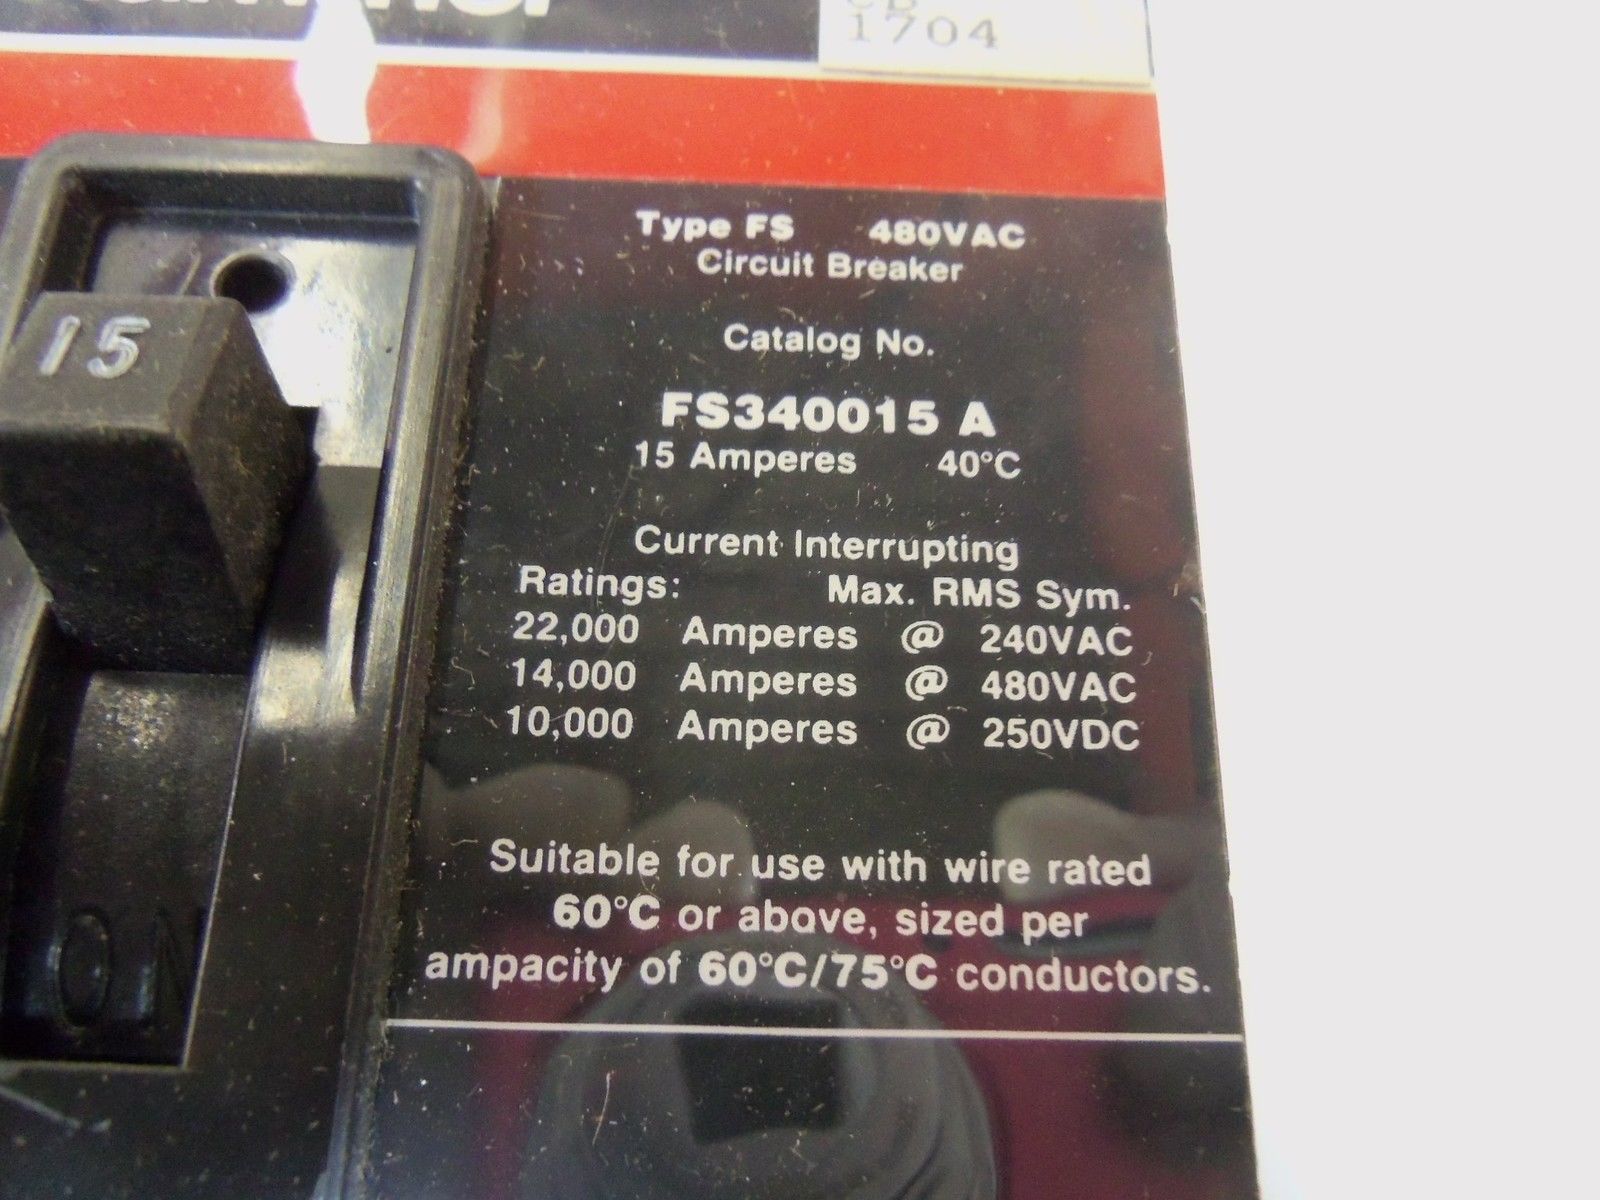 1704
15
Type FS 480VAC
Circuit Breaker
Catalog No.
FS340015 A
15 Amperes 40°C
Current Interrupting
Ratings: Max. RMS Sym.
22,000 Amperes @ 240VAC
14,000 Amperes @ 480VAC
10,000 Amperes @ 250VDC
Suitable for use with wire rated
60°C or above, sized per
ampacity of 60°C/75°C conductors.
ON